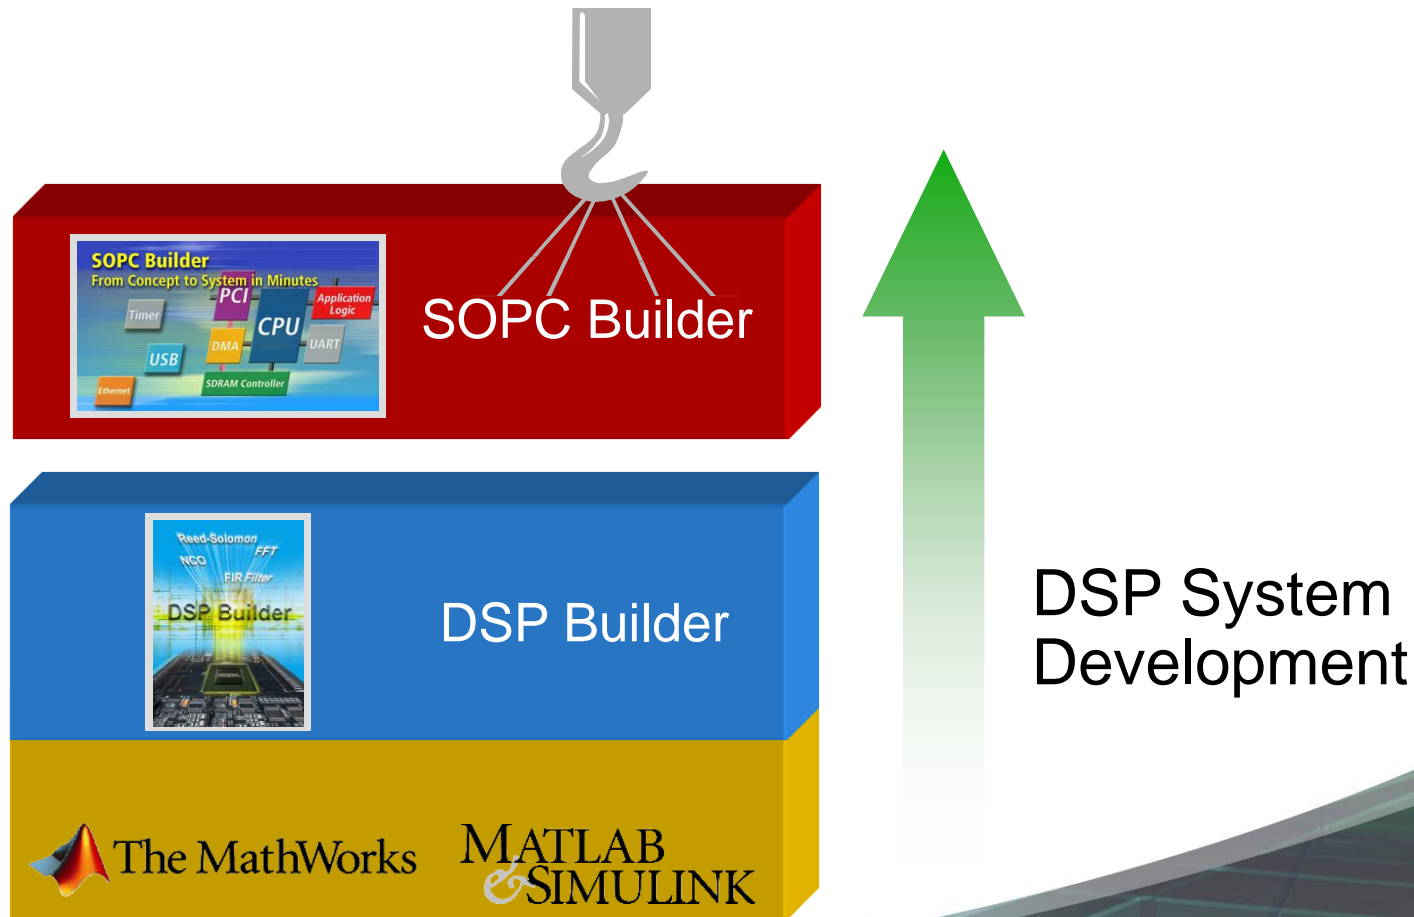 SOPC Builder
From Concept to System in Minutes
PCI
Application
Logic
Timer
CPU
DMA
UART
USB
SDRAM Controller
Ethernet
SOPC Builder
Reed-Solomon
FFT
NCO
FIR Filter
DSP Builder
DSP Builder
DSP System
Development
The MathWorks
MATLAB
& SIMULINK